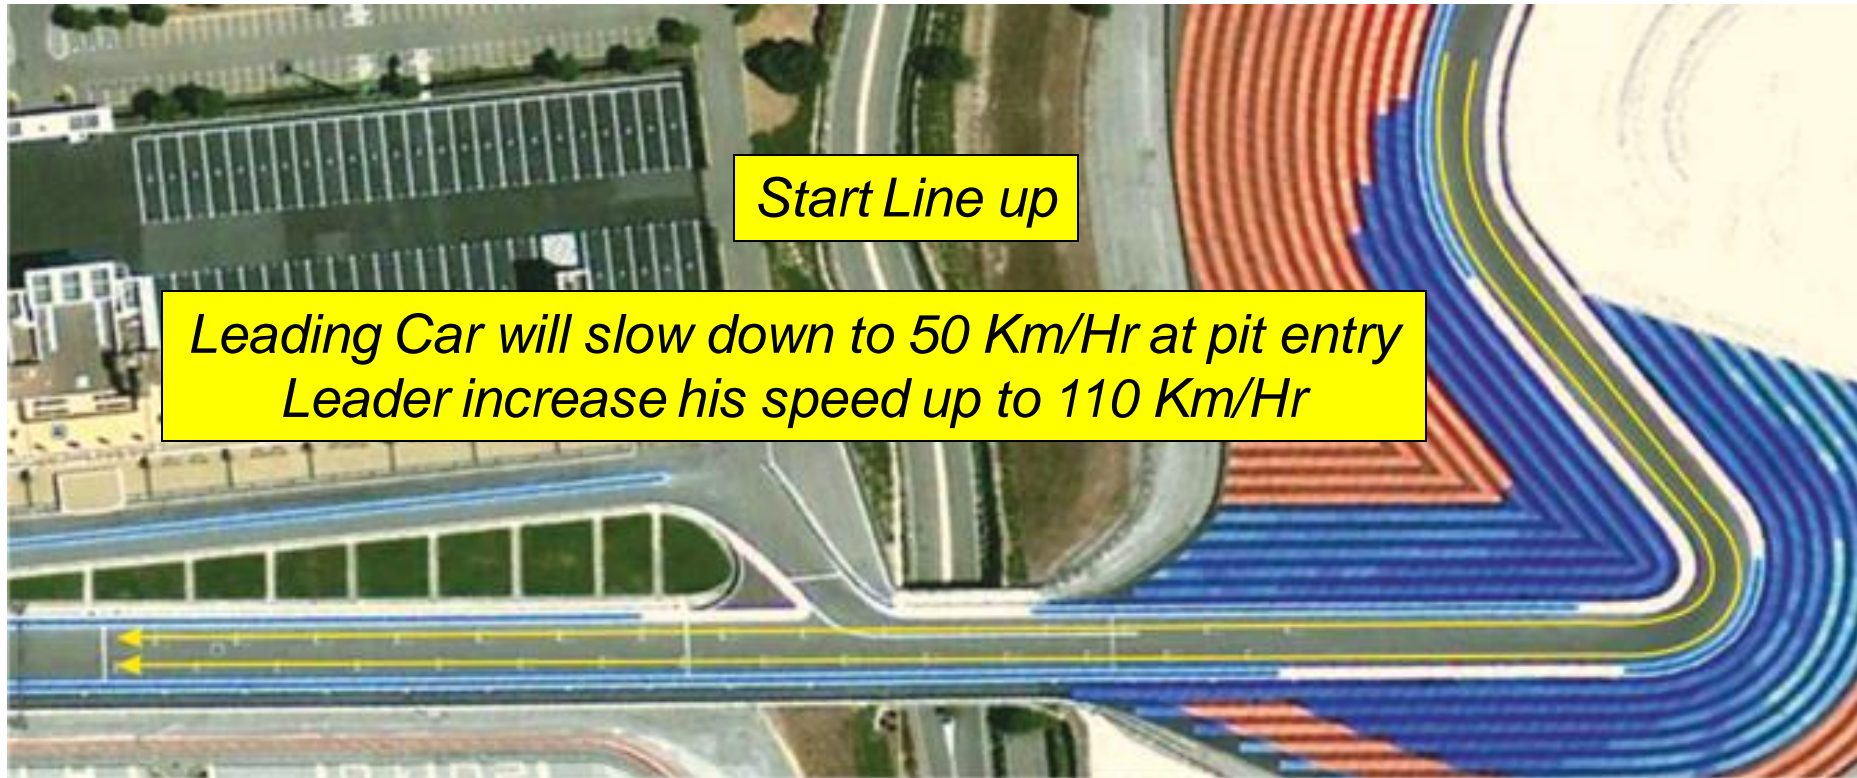 Start Line up
Leading Car will slow down to 50 Km/Hr at pit entry
Leader increase his speed up to 110 Km/Hr